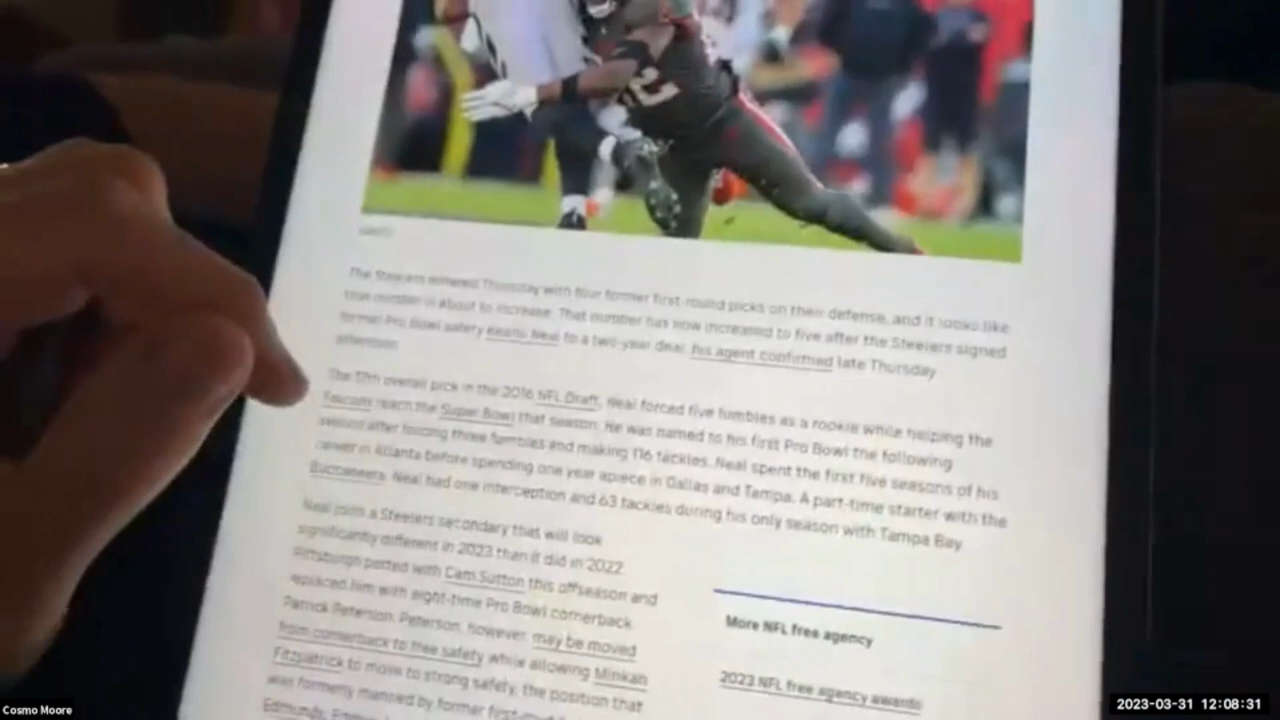 The Steelers entered Thursday with four former first-round picks on their defense, and it looks like
that number is about to increase. That number has now increased to five after the Steelers signed
former Pro Bowl safety Keanu Neal to a two-year deal, his agent confirmed late Thursday
afternoon.
The 17th overall pick in the 2016 NFL Draft, Neal forced five fumbles as a rookie while helping the
Falcons reach the Super Bowl that season. He was named to his first Pro Bowl the following
season after forcing three fumbles and making 116 tackles. Neal spent the first five seasons of his
career in Atlanta before spending one year apiece in Dallas and Tampa. A part-time starter with the
Buccaneers, Neal had one interception and 63 tackles during his only season with Tampa Bay.
Neal joins a Steelers secondary that will look
significantly different in 2023 than it did in 2022.
Pittsburgh parted with Cam Sutton this offseason and
replaced him with eight-time Pro Bowl cornerback
Patrick Peterson. Peterson, however, may be moved
from cornerback to free safety while allowing Minkah
Fitzpatrick to move to strong safety, the position that
was formerly manned by former first-round
Edmunds.
More NFL free agency
2023 NFL free agency awards
Cosmo Moore
2023-03-31 12:08:31